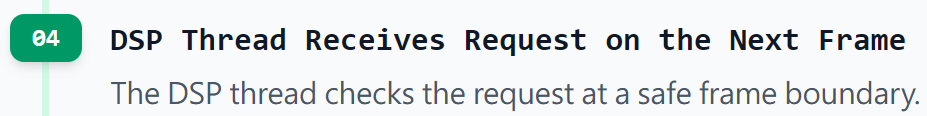 04
DSP Thread Receives Request on the Next Frame
The DSP thread checks the request at a safe frame boundary.